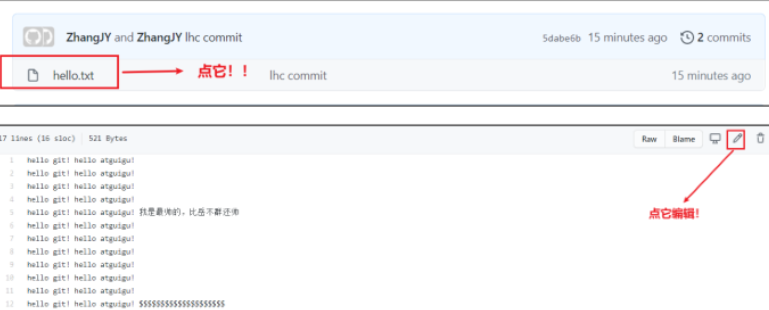 ZhangJY and ZhangJY lhc commit 5dabe6b 15 minutes ago 2 commits
hello.txt 点它！！ lhc commit 15 minutes ago
17 lines (16 sloc) 521 Bytes Raw Blame
1 hello git! hello atguigu!
2 hello git! hello atguigu!
3 hello git! hello atguigu!
4 hello git! hello atguigu!
5 hello git! hello atguigu! 我是最帅的，比岳不群还帅
6 hello git! hello atguigu!
点它编辑！
7 hello git! hello atguigu!
8 hello git! hello atguigu!
9 hello git! hello atguigu!
10 hello git! hello atguigu!
11 hello git! hello atguigu!
12 hello git! hello atguigu! $$$$$$$$$$$$$$$$$$$$